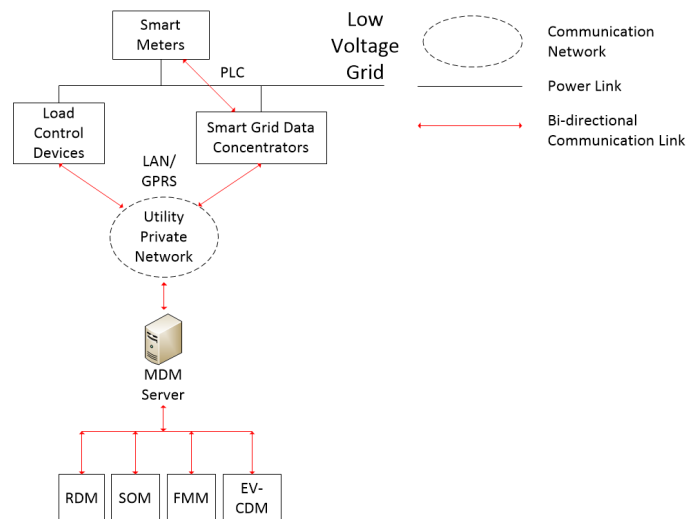 Smart
Meters
Low
Voltage
Grid
Communication
Network
PLC
Power Link
Load
Control
Devices
Smart Grid Data
Concentrators
Bi-directional
Communication Link
LAN/
GPRS
Utility
Private
Network
MDM
Server
RDM
SOM
FMM
EV-
CDM